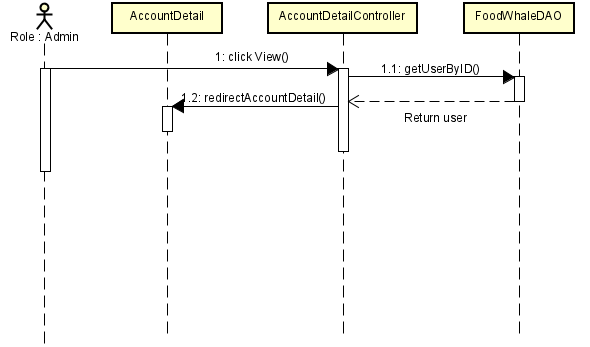 Role : Admin
AccountDetail
AccountDetailController
FoodWhaleDAO
1: click View()
1.1: getUserByID()
1.2: redirectAccountDetail()
Return user